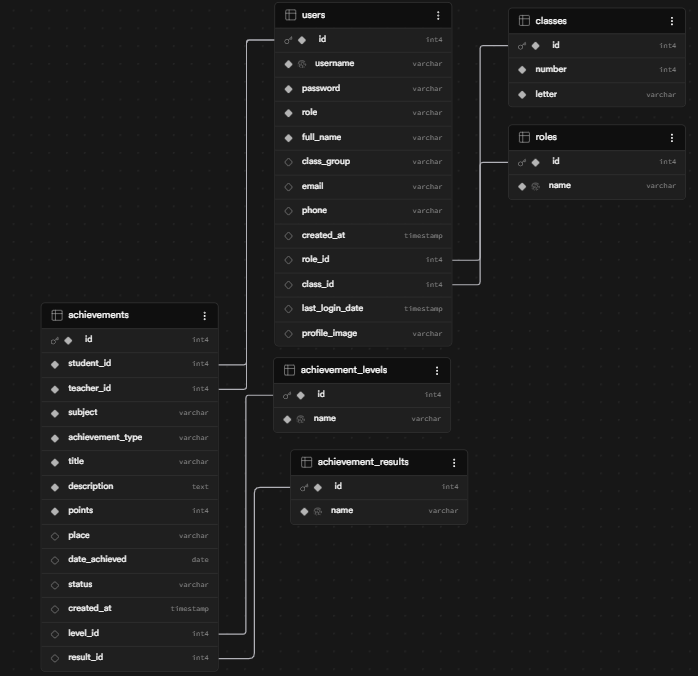 users
id int4
username varchar
password varchar
role varchar
full_name varchar
class_group varchar
email varchar
phone varchar
created_at timestamp
role_id int4
class_id int4
last_login_date timestamp
profile_image varchar
classes
id int4
number int4
letter varchar
roles
id int4
name varchar
achievements
id int4
student_id int4
teacher_id int4
subject varchar
achievement_type varchar
title varchar
description text
points int4
place varchar
date_achieved date
status varchar
created_at timestamp
level_id int4
result_id int4
achievement_levels
id int4
name varchar
achievement_results
id int4
name varchar